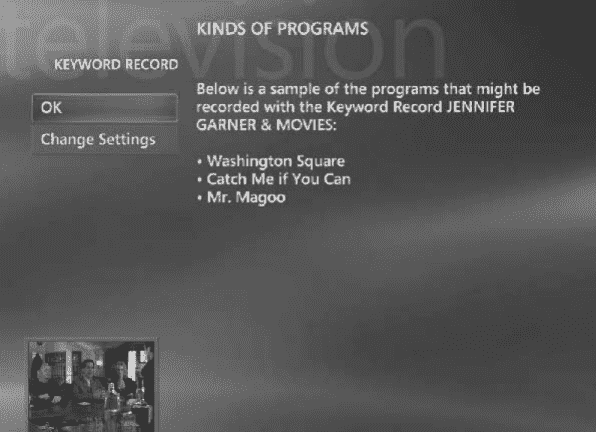 television
KINDS OF PROGRAMS
KEYWORD RECORD
OK
Change Settings
Below is a sample of the programs that might be
recorded with the Keyword Record JENNIFER
GARNER & MOVIES:
• Washington Square
• Catch Me if You Can
• Mr. Magoo